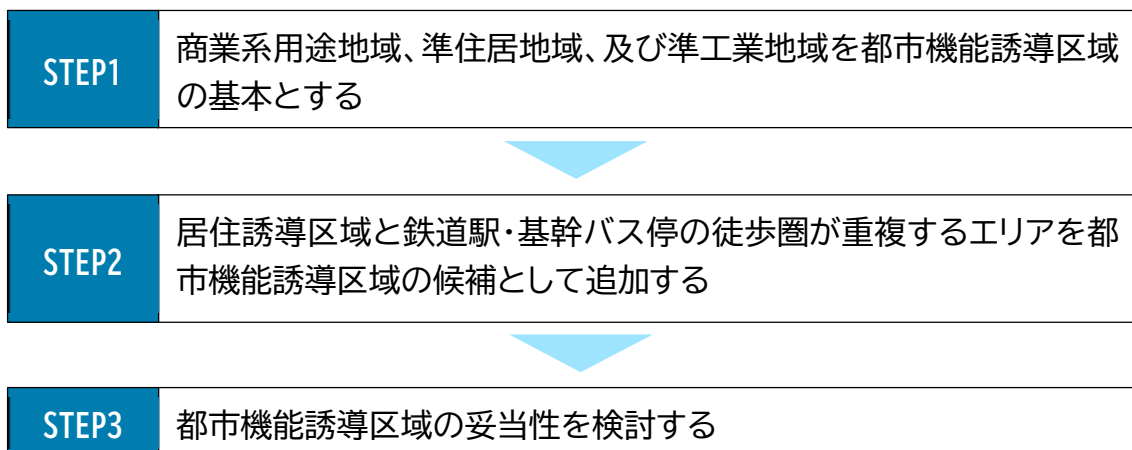 STEP1
商業系用途地域、準住居地域、及び準工業地域を都市機能誘導区域
の基本とする
STEP2
居住誘導区域と鉄道駅・基幹バス停の徒歩圏が重複するエリアを都
市機能誘導区域の候補として追加する
STEP3
都市機能誘導区域の妥当性を検討する